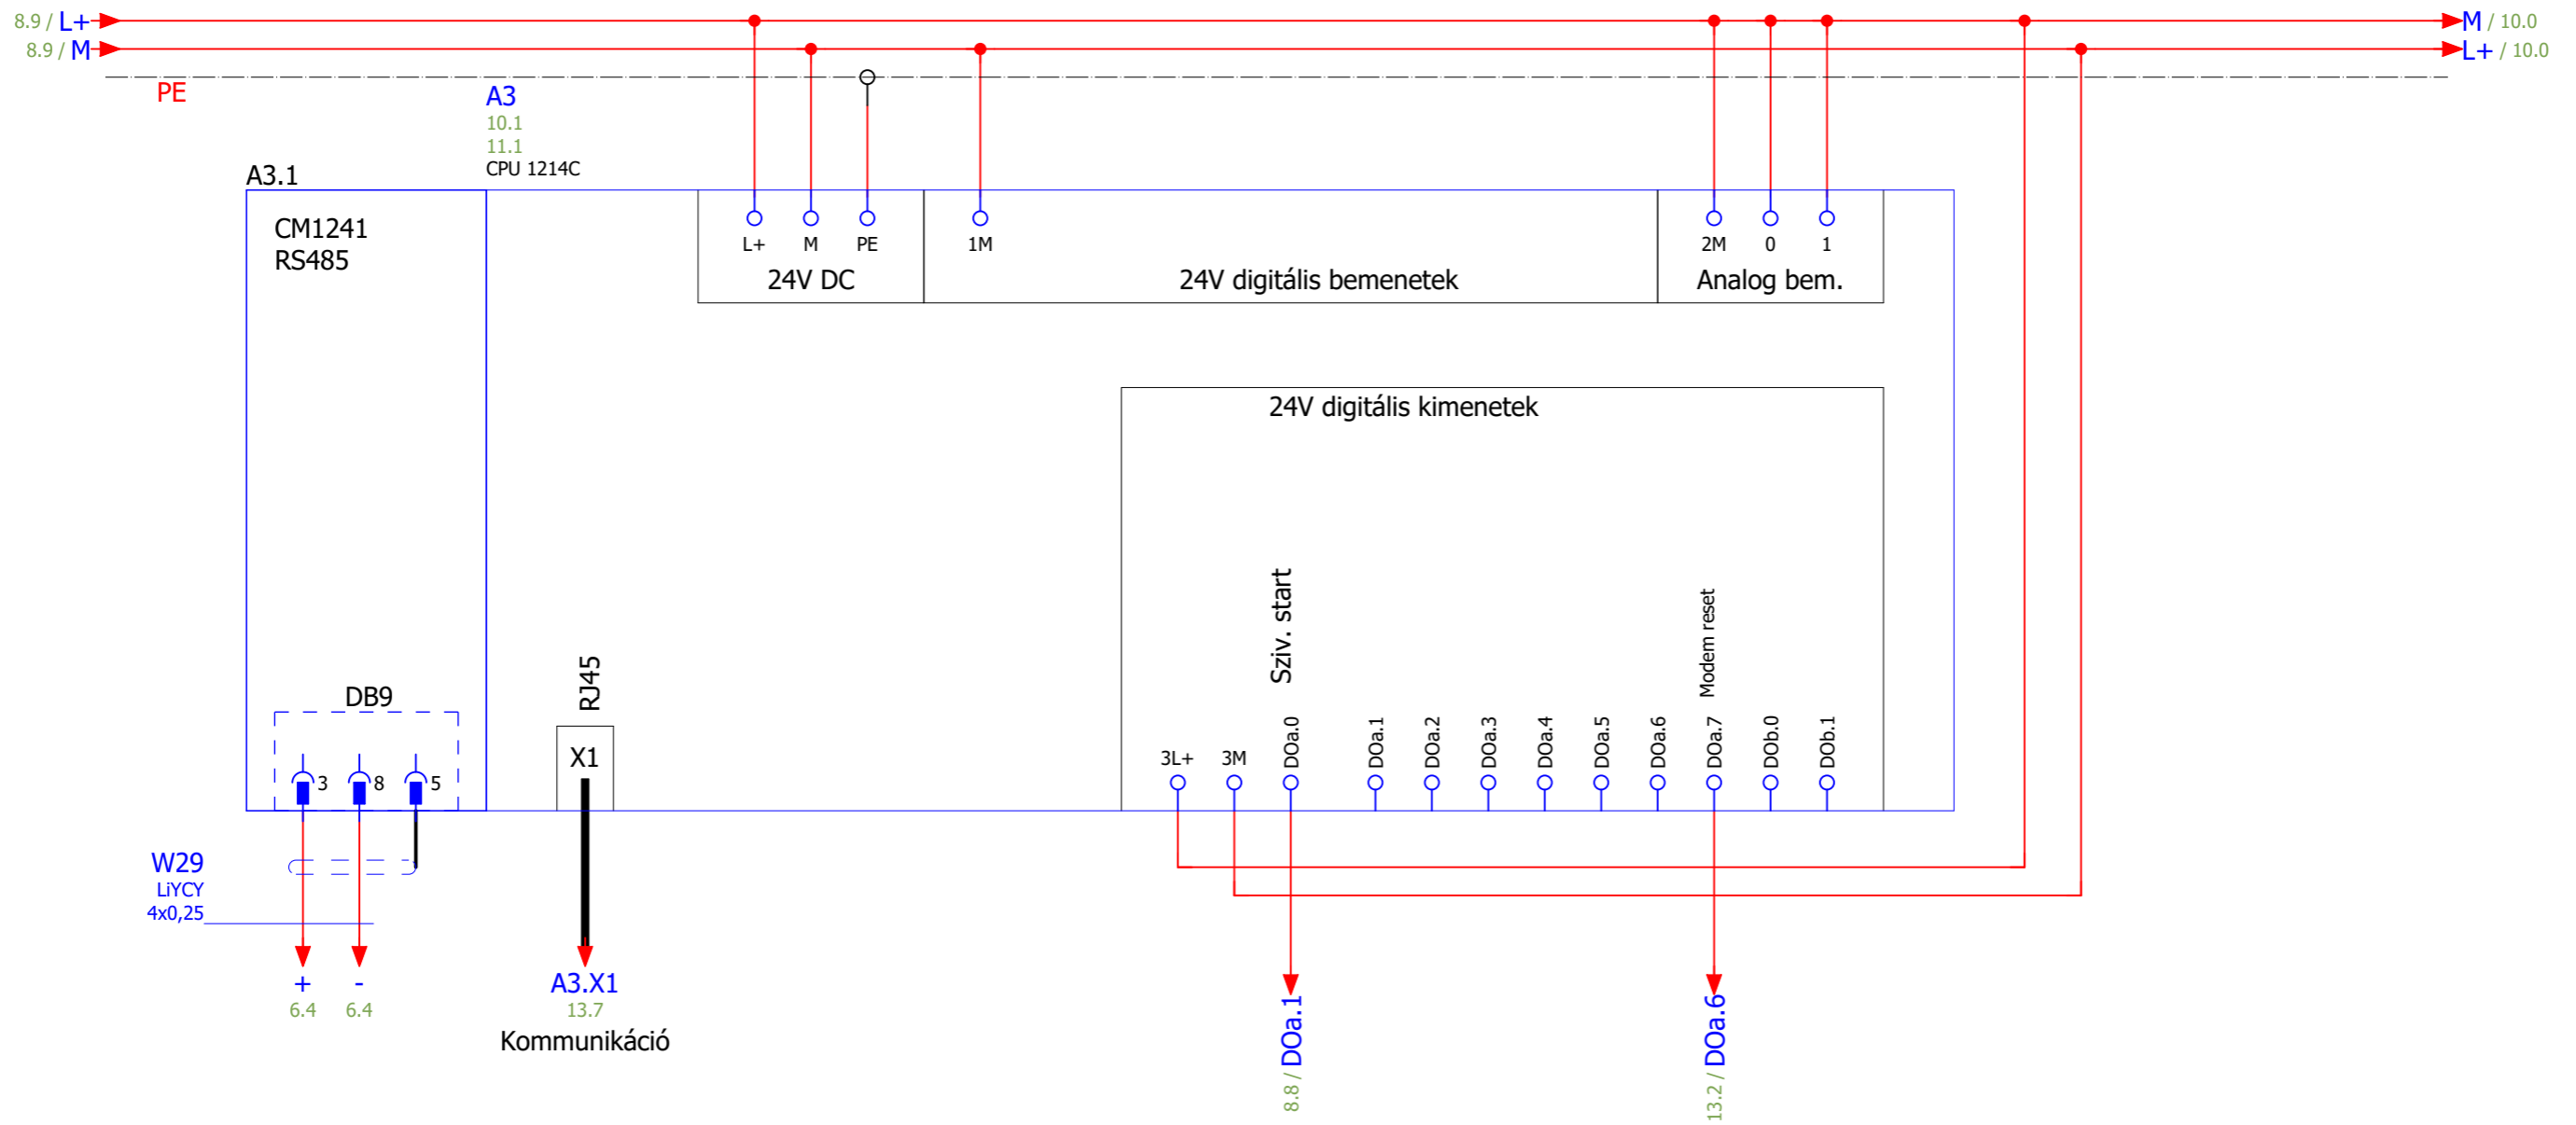 8.9 / L+
M / 10.0
8.9 / M
L+ / 10.0
PE
A3
10.1
11.1
CPU 1214C
A3.1
CM1241
RS485
L+ M PE
24V DC
1M
24V digitális bemenetek
2M 0 1
Analog bem.
24V digitális kimenetek
Sziv. start
Modem reset
DB9
RJ45
X1
3 8 5
3L+ 3M DOa.0 DOa.1 DOa.2 DOa.3 DOa.4 DOa.5 DOa.6 DOa.7 DOb.0 DOb.1
W29
LiYCY
4x0,25
+ -
6.4 6.4
A3.X1
13.7
Kommunikáció
8.8 / DOa.1
13.2 / DOa.6